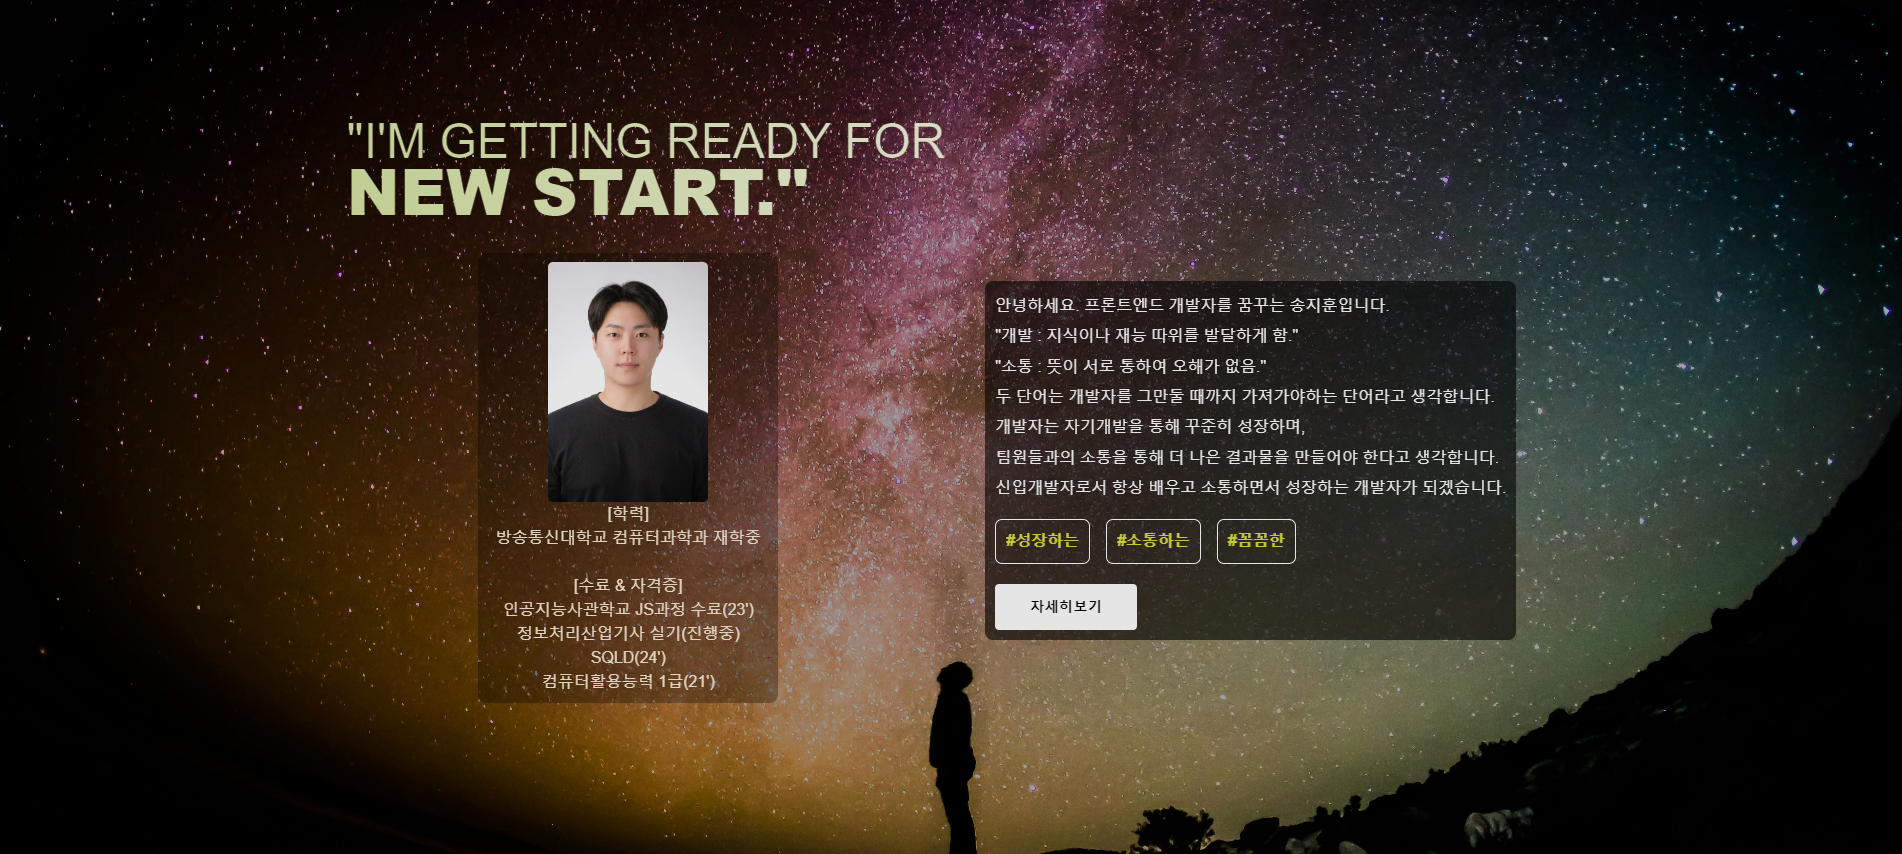 "I'M GETTING READY FOR
NEW START."
[학력]
방송통신대학교 컴퓨터과학과 재학중
[수료 & 자격증]
인공지능사관학교 JS과정 수료(23')
정보처리산업기사 실기(진행중)
SQLD(24')
컴퓨터활용능력 1급(21')
안녕하세요. 프론트엔드 개발자를 꿈꾸는 송지훈입니다.
"개발 : 지식이나 재능 따위를 발달하게 함."
"소통 : 뜻이 서로 통하여 오해가 없음."
두 단어는 개발자를 그만둘 때까지 가져가야하는 단어라고 생각합니다.
개발자는 자기개발을 통해 꾸준히 성장하며,
팀원들과의 소통을 통해 더 나은 결과물을 만들어야 한다고 생각합니다.
신입개발자로서 항상 배우고 소통하면서 성장하는 개발자가 되겠습니다.
#성장하는 #소통하는 #꼼꼼한
자세히보기